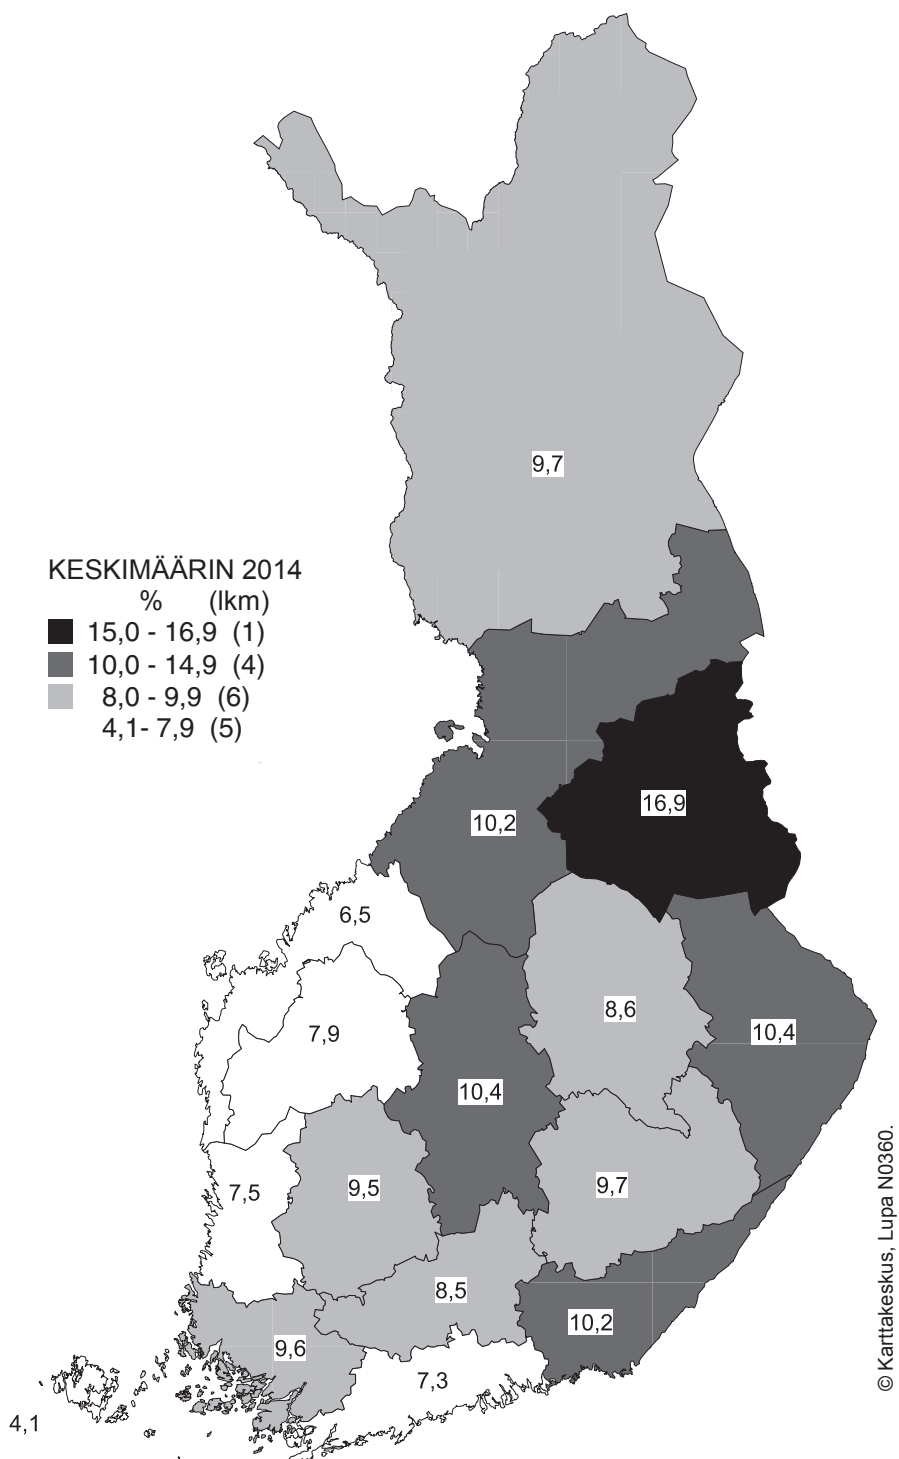 9,7
KESKIMÄÄRIN 2014
% (lkm)
15,0 - 16,9 (1)
10,0 - 14,9 (4)
8,0 - 9,9 (6)
4,1- 7,9 (5)
16,9
10,2
6,5
8,6
7,9
10,4
10,4
7,5
9,5
9,7
8,5
10,2
9,6
7,3
4,1
© Karttakeskus, Lupa N0360.